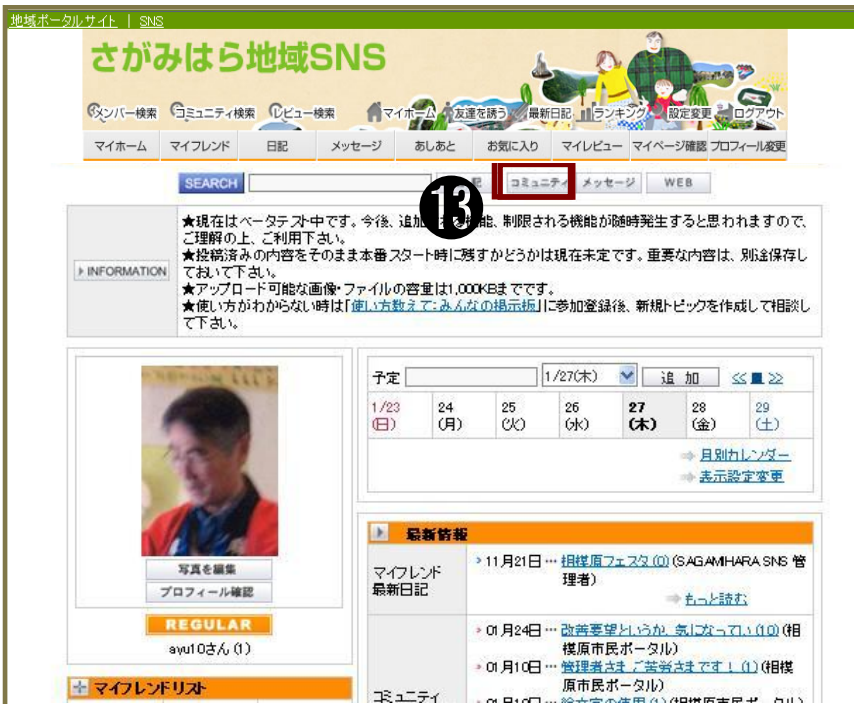 地域ポータルサイト | SNS
さがみはら地域SNS
メンバー検索 コミュニティ検索 レビュー検索 マイホーム 友達を誘う 最新日記 ランキング 設定変更 ログアウト
マイホーム マイフレンド 日記 メッセージ あしあと お気に入り マイレビュー マイページ確認 プロフィール変更
SEARCH 記 コミュニティ メッセージ WEB
⓭
INFORMATION
★現在はベータテスト中です。今後、追加 機能、制限される機能が随時発生すると思われますので、
ご理解の上、ご利用下さい。
★投稿済みの内容をそのまま本番スタート時に残すかどうかは現在未定です。重要な内容は、別途保存し
ておいて下さい。
★アップロード可能な画像・ファイルの容量は1,000KBまでです。
★使い方がわからない時は「使い方教えて:みんなの掲示板」に参加登録後、新規トピックを作成して相談し
て下さい。
写真を編集
プロフィール確認
REGULAR
ayu10さん (1)
マイフレンドリスト
予定 1/27(木) 追 加 << ■ >>
1/23 24 25 26 27 28 29
(日) (月) (火) (水) (木) (金) (土)
月別カレンダー
表示設定変更
最新情報
マイフレンド
最新日記
11月21日… 相模原フェスタ (0) (SAGAMIHARA SNS 管
理者)
もっと読む
コミュニティ
01月24日… 改善要望というか、気になってい (10) (相
模原市民ポータル)
01月10日… 管理者さまご苦労さまです! (1) (相模
原市民ポータル)
01月10日… 絵文字の使用 (1) (相模原市民ポータル)